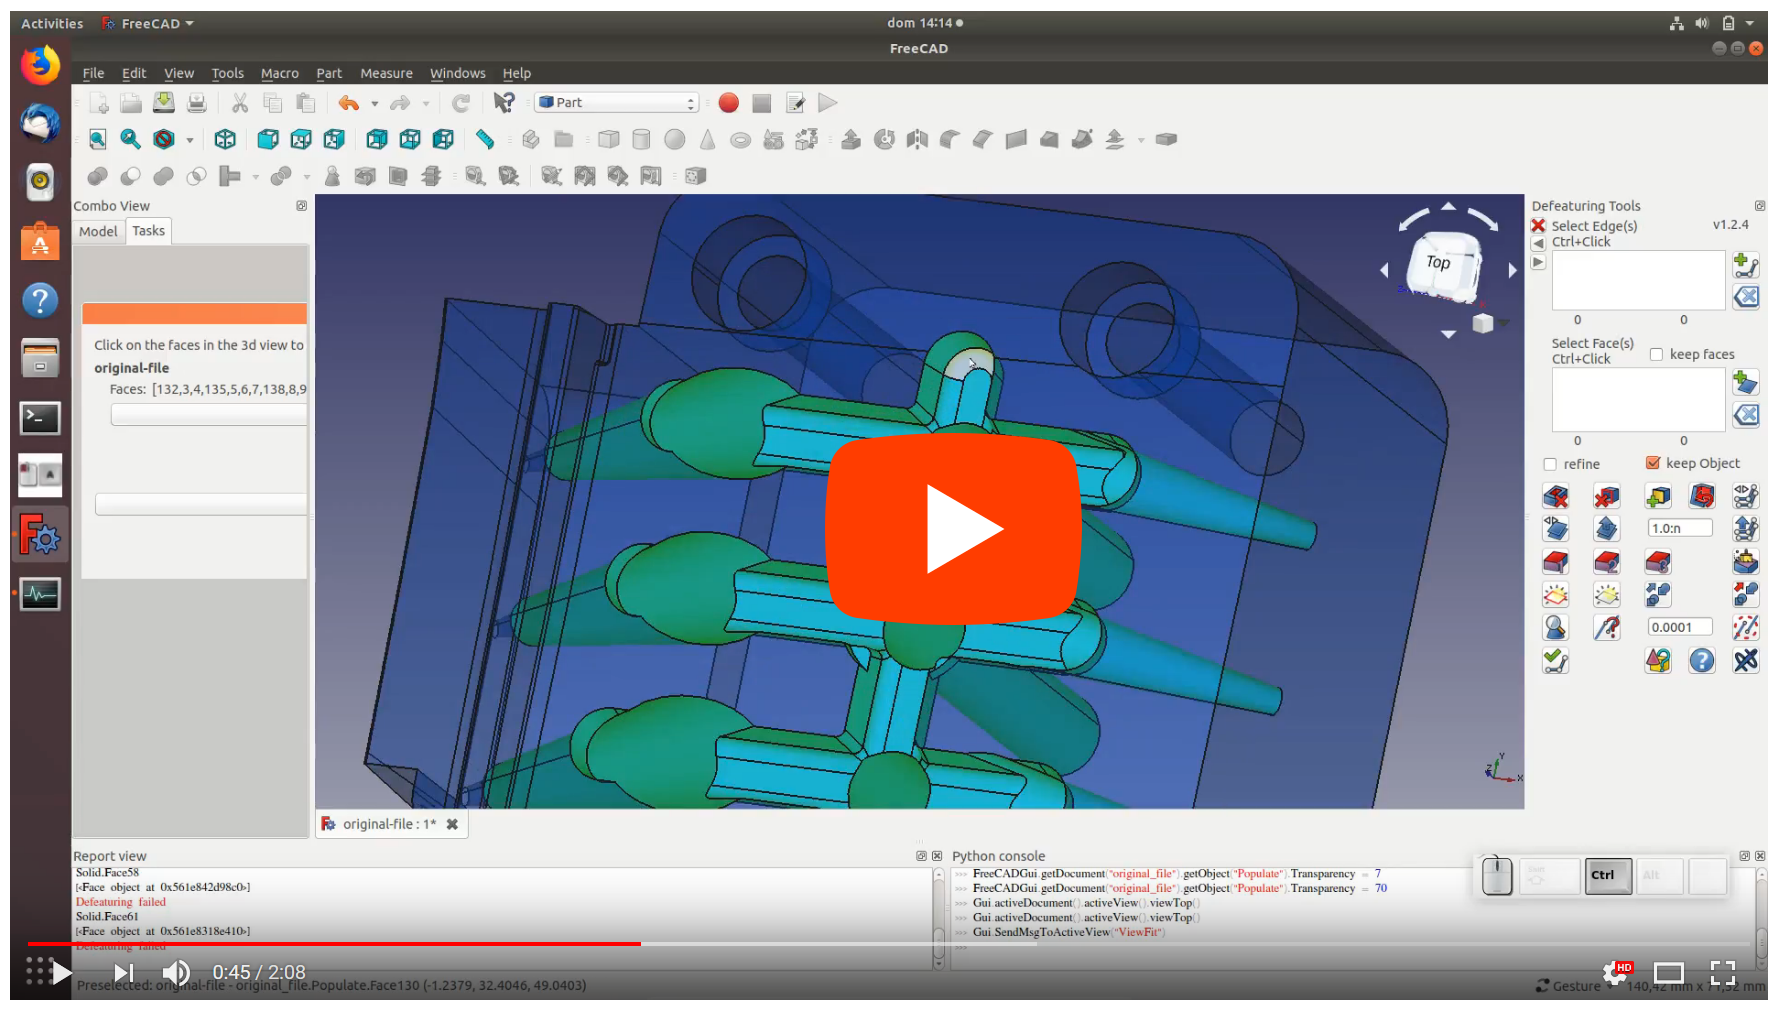 Activities FreeCAD dom 14:14
FreeCAD
File Edit View Tools Macro Part Measure Windows Help
Part
Combo View
Model Tasks
Click on the faces in the 3d view to
original-file
Faces: [132,3,4,135,5,6,7,138,8,9
Top
Defeaturing Tools
Select Edge(s) v1.2.4
Ctrl+Click
0 0
Select Face(s)
Ctrl+Click keep faces
0 0
refine keep Object
1.0:n
0.0001
Y
Z
X
original-file : 1*
Report view
Solid.Face58
[<Face object at 0x561e842d98c0>]
Defeaturing failed
Solid.Face61
[<Face object at 0x561e8318e410>]
Defeaturing failed
Python console
>>> FreeCADGui.getDocument("original_file").getObject("Populate").Transparency = 7
>>> FreeCADGui.getDocument("original_file").getObject("Populate").Transparency = 70
>>> Gui.activeDocument().activeView().viewTop()
>>> Gui.activeDocument().activeView().viewTop()
>>> Gui.SendMsgToActiveView("ViewFit")
>>>
Ctrl Alt
0:45 / 2:08
HD
Preselected: original-file - original_file.Populate.Face130 (-1.2379, 32.4046, 49.0403)
Gesture